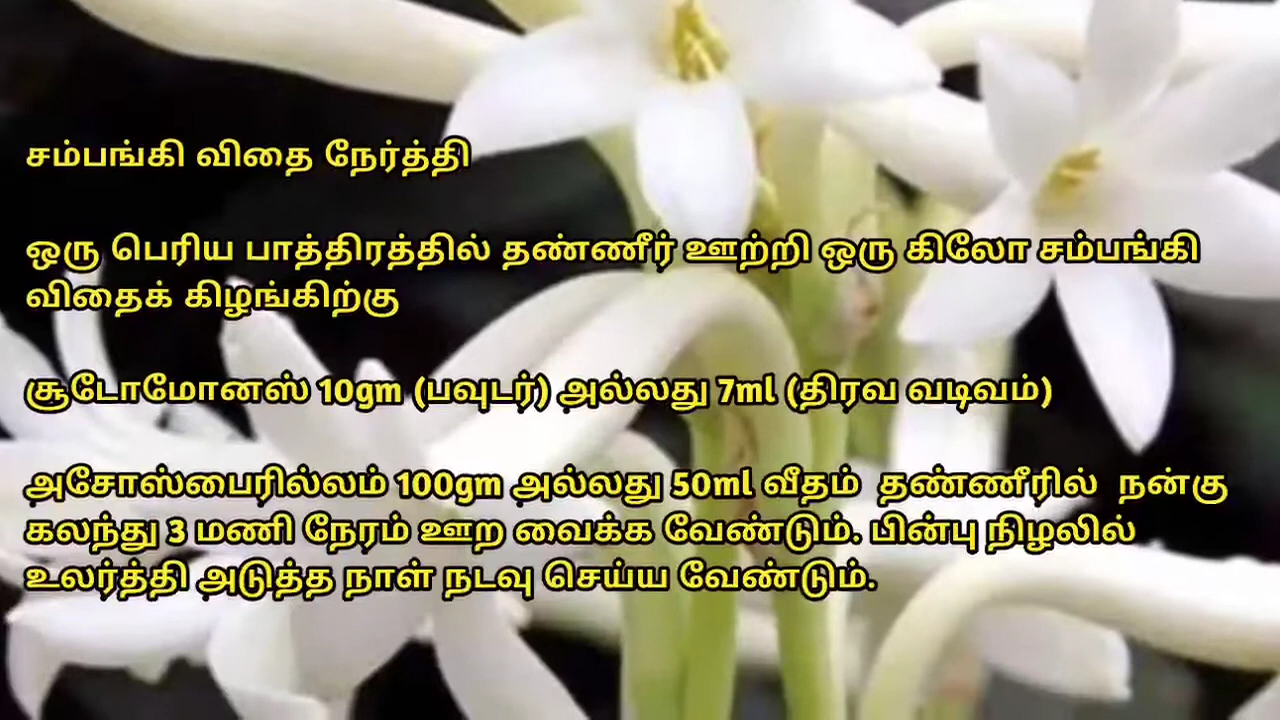 சம்பங்கி விதை நேர்த்தி
ஒரு பெரிய பாத்திரத்தில் தண்ணீர் ஊற்றி ஒரு கிலோ சம்பங்கி
விதைக் கிழங்கிற்கு
சூடோமோனஸ் 10gm (பவுடர்) அல்லது 7ml (திரவ வடிவம்)
அசோஸ்பைரில்லம் 100gm அல்லது 50ml வீதம் தண்ணீரில் நன்கு
கலந்து 3 மணி நேரம் ஊற வைக்க வேண்டும். பின்பு நிழலில்
உலர்த்தி அடுத்த நாள் நடவு செய்ய வேண்டும்.